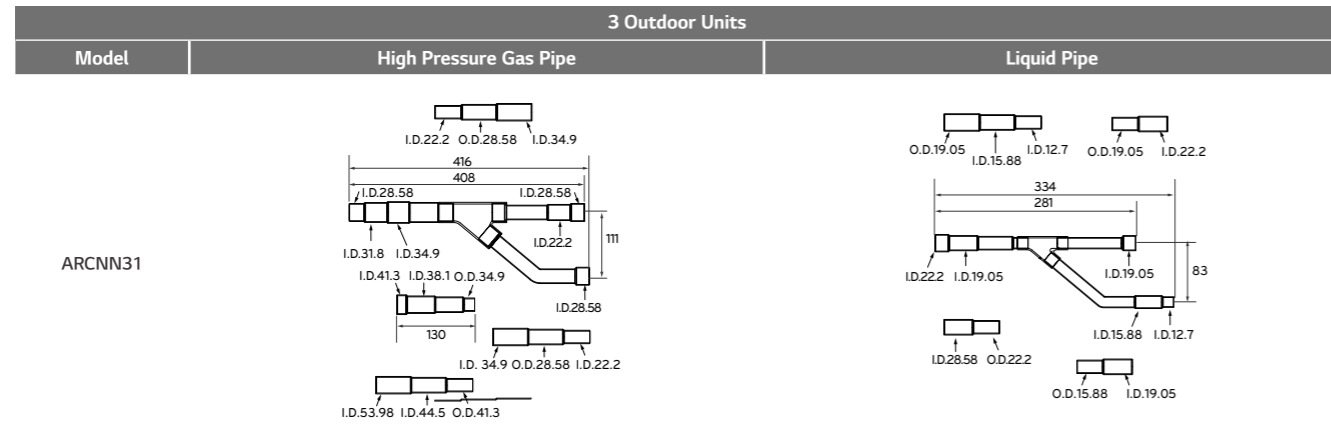 3 Outdoor Units
Model
High Pressure Gas Pipe
Liquid Pipe
ARCNN31
I.D.22.2 O.D.28.58 I.D.34.9
416
408
I.D.28.58 I.D.28.58
I.D.22.2
111
I.D.31.8 I.D.34.9
I.D.41.3 I.D.38.1 O.D.34.9
I.D.28.58
130
I.D. 34.9 O.D.28.58 I.D.22.2
I.D.53.98 I.D.44.5 O.D.41.3
O.D.19.05 I.D.15.88 I.D.12.7
O.D.19.05 I.D.22.2
334
281
I.D.22.2 I.D.19.05
I.D.19.05
83
I.D.15.88 I.D.12.7
I.D.28.58 O.D.22.2
O.D.15.88 I.D.19.05